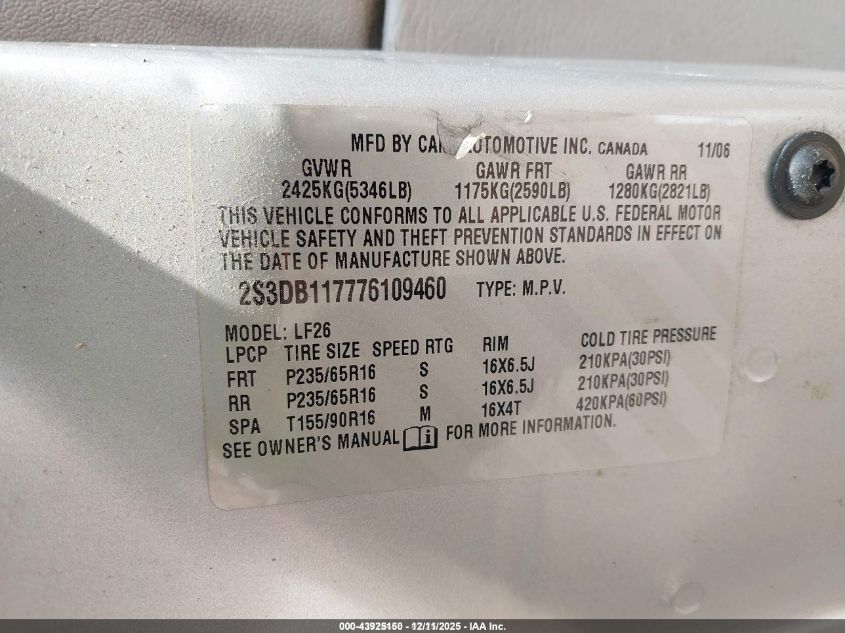 MFD BY CA AUTOMOTIVE INC. CANADA 11/06
GVWR GAWR FRT GAWR RR
2425KG(5346LB) 1175KG(2590LB) 1280KG(2821LB)
THIS VEHICLE CONFORMS TO ALL APPLICABLE U.S. FEDERAL MOTOR
VEHICLE SAFETY AND THEFT PREVENTION STANDARDS IN EFFECT ON
THE DATE OF MANUFACTURE SHOWN ABOVE.
2S3DB117776109460 TYPE: M.P.V.
MODEL: LF26
LPCP TIRE SIZE SPEED RTG RIM COLD TIRE PRESSURE
FRT P235/65R16 S 16X6.5J 210KPA(30PSI)
RR P235/65R16 S 16X6.5J 210KPA(30PSI)
SPA T155/90R16 M 16X4T 420KPA(60PSI)
SEE OWNER'S MANUAL i FOR MORE INFORMATION.
000-43925150 - 12/11/2025 - IAA Inc.